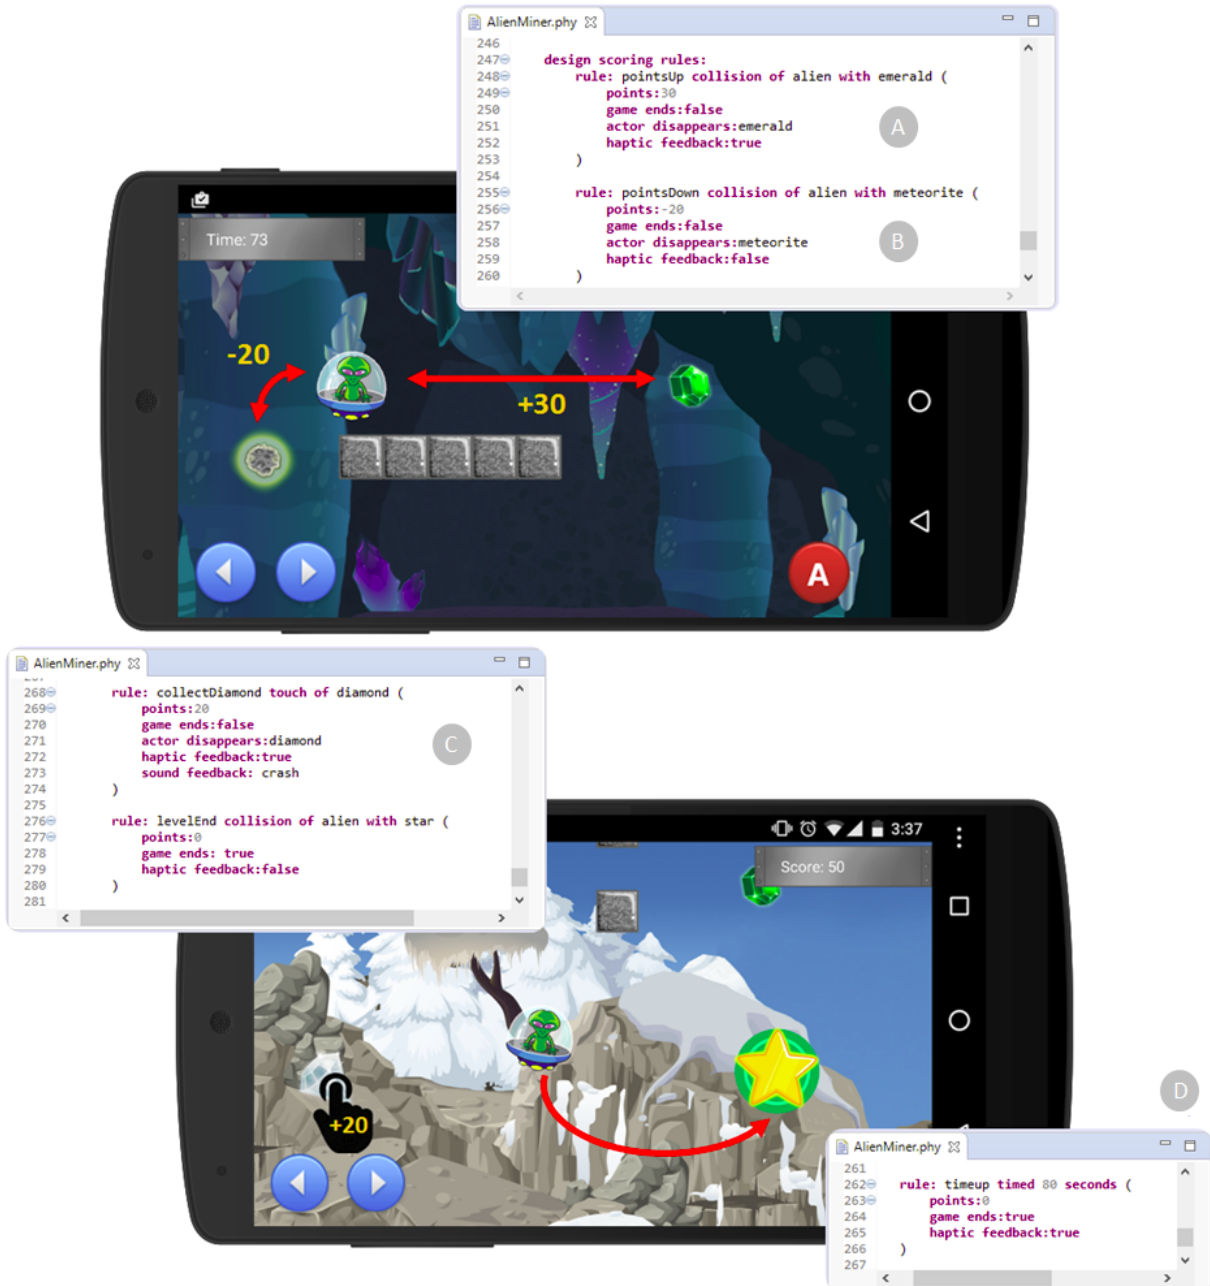 AlienMiner.phy
246
247 design scoring rules:
248 rule: pointsUp collision of alien with emerald (
249 points:30
250 game ends:false
251 actor disappears:emerald
252 haptic feedback:true
253 )
254
255 rule: pointsDown collision of alien with meteorite (
256 points:-20
257 game ends:false
258 actor disappears:meteorite
259 haptic feedback:false
260 )
A
B
Time: 73
-20
+30
A
AlienMiner.phy
268 rule: collectDiamond touch of diamond (
269 points:20
270 game ends:false
271 actor disappears:diamond
272 haptic feedback:true
273 sound feedback: crash
274 )
275
276 rule: levelEnd collision of alien with star (
277 points:0
278 game ends: true
279 haptic feedback:false
280 )
281
C
3:37
Score: 50
+20
D
AlienMiner.phy
261
262 rule: timeup timed 80 seconds (
263 points:0
264 game ends:true
265 haptic feedback:true
266 )
267